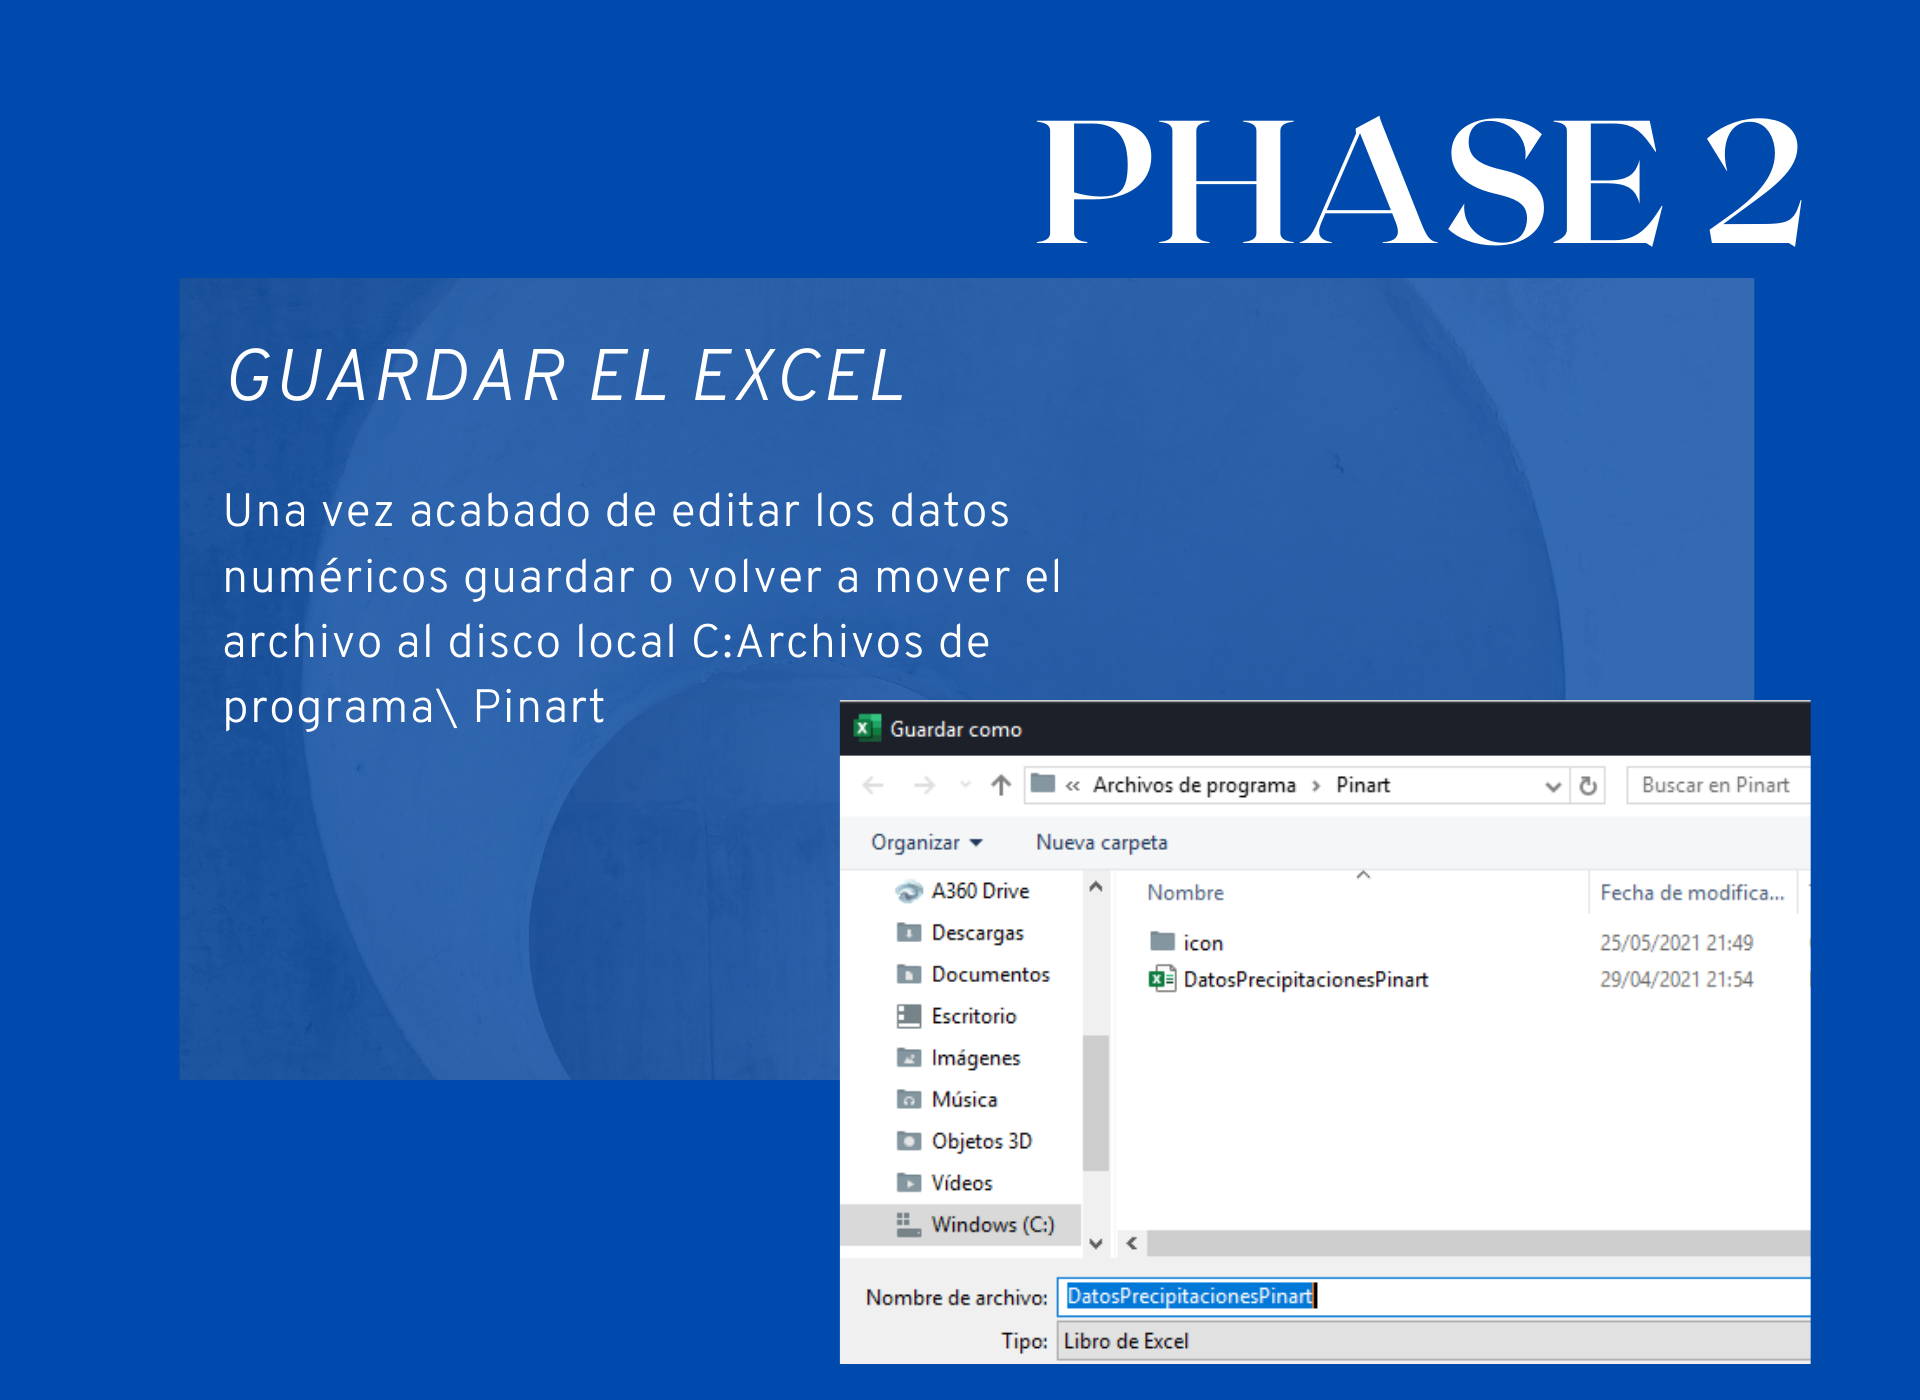 PHASE 2
GUARDAR EL EXCEL
Una vez acabado de editar los datos
numéricos guardar o volver a mover el
archivo al disco local C:Archivos de
programa\ Pinart
Guardar como
« Archivos de programa › Pinart
Buscar en Pinart
Organizar
Nueva carpeta
A360 Drive
Descargas
Documentos
Escritorio
Imágenes
Música
Objetos 3D
Vídeos
Windows (C:)
Nombre
Fecha de modifica...
icon
25/05/2021 21:49
DatosPrecipitacionesPinart
29/04/2021 21:54
Nombre de archivo: DatosPrecipitacionesPinart
Tipo: Libro de Excel